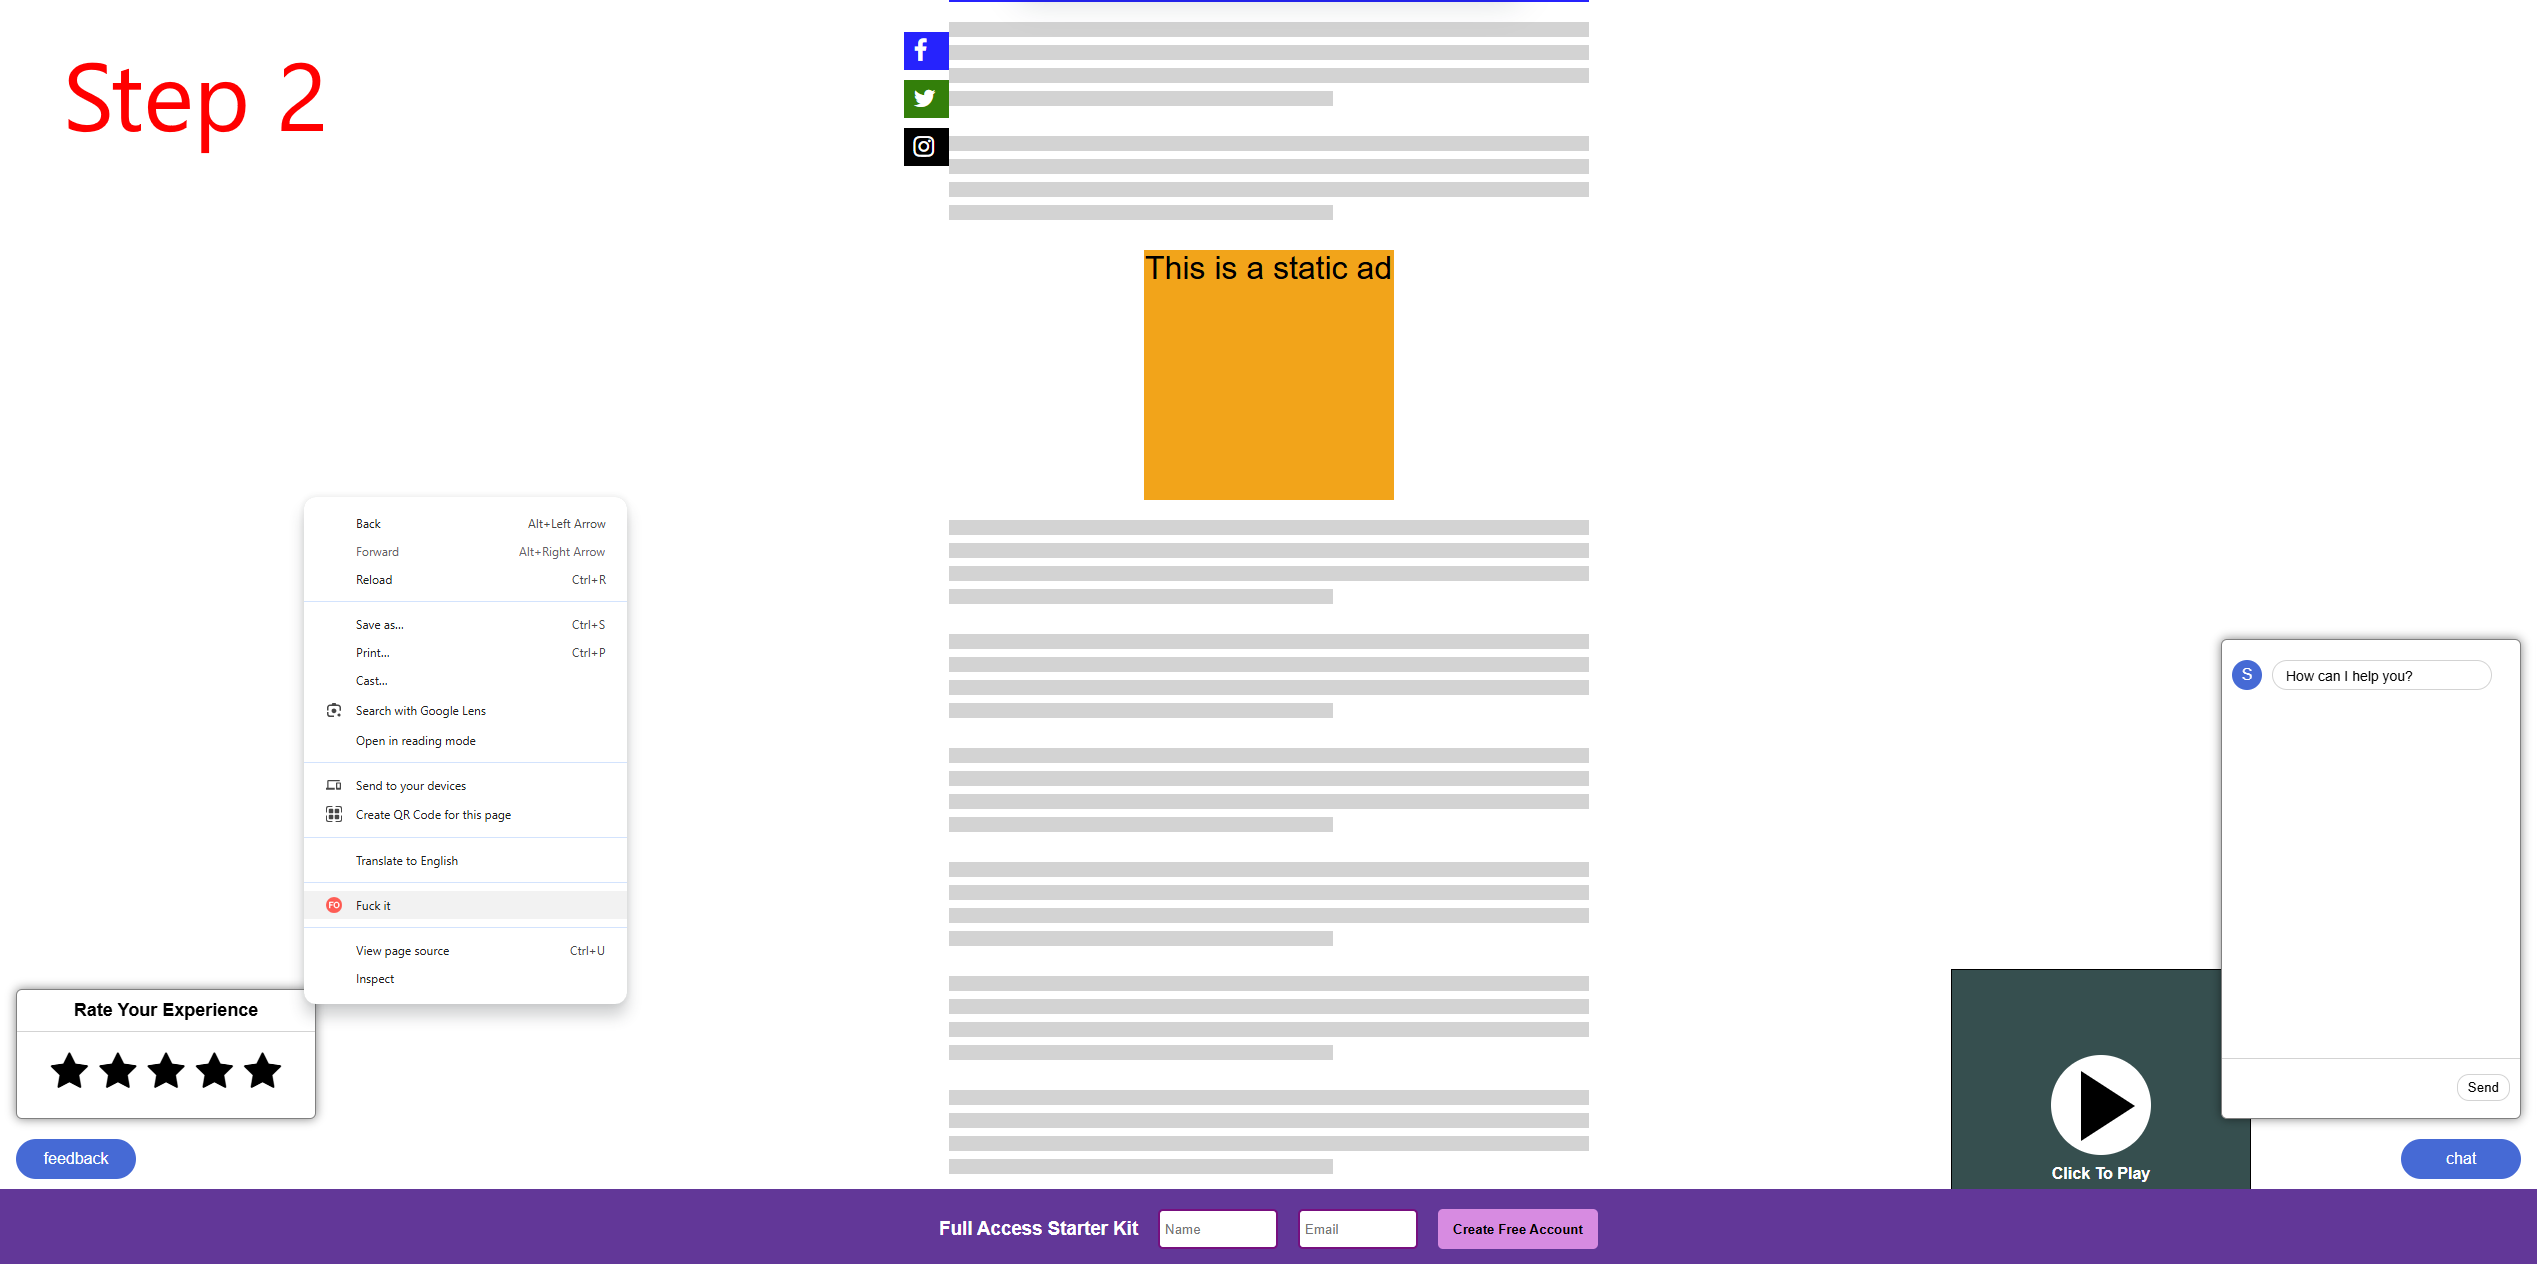 Step 2
This is a static ad
Back Alt+Left Arrow
Forward Alt+Right Arrow
Reload Ctrl+R
Save as... Ctrl+S
Print... Ctrl+P
Cast...
Search with Google Lens
Open in reading mode
Send to your devices
Create QR Code for this page
Translate to English
FO Fuck it
View page source Ctrl+U
Inspect
Rate Your Experience
feedback
S How can I help you?
Send
Click To Play
chat
Full Access Starter Kit Name Email Create Free Account